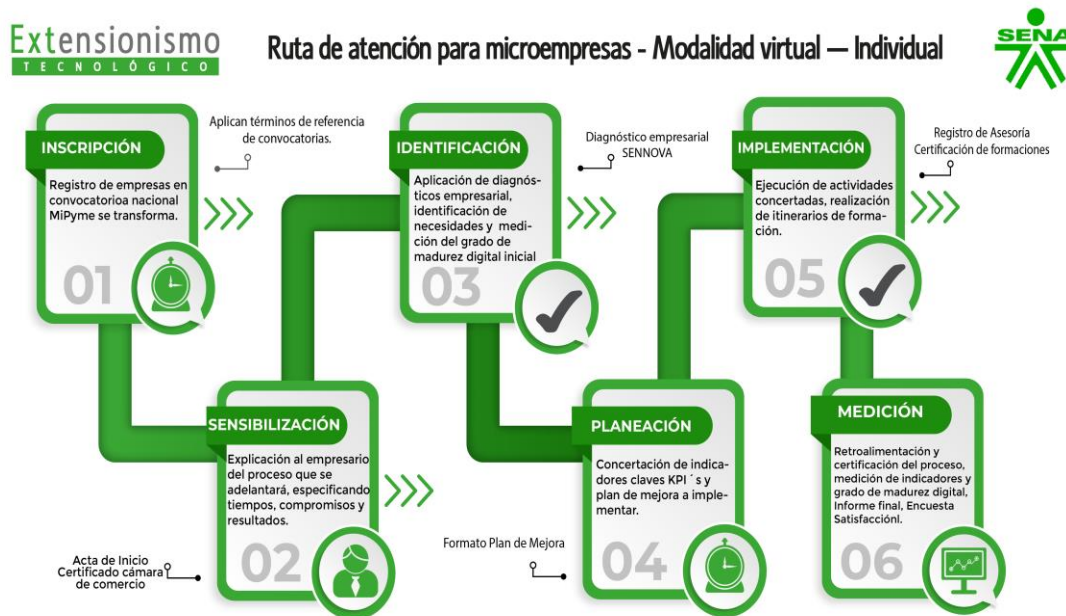 Extensionismo
TECNOLÓGICO
Ruta de atención para microempresas - Modalidad virtual — Individual
SENA
INSCRIPCIÓN
Registro de empresas en
convocatorioa nacional
MiPyme se transforma.
01
Aplican términos de referencia
de convocatorias.
SENSIBILIZACIÓN
Explicación al empresario
del proceso que se
adelantará, especificando
tiempos, compromisos y
resultados.
02
Acta de Inicio
Certificado cámara
de comercio
IDENTIFICACIÓN
Aplicación de diagnós-
ticos empresarial,
identificación de
necesidades y medi-
ción del grado de
madurez digital inicial
03
Diagnóstico empresarial
SENNOVA
PLANEACIÓN
Concertación de indica-
dores claves KPI ´s y
plan de mejora a imple-
mentar.
04
Formato Plan de Mejora
IMPLEMENTACIÓN
Ejecución de actividades
concertadas, realización
de itinerarios de forma-
ción.
05
Registro de Asesoría
Certificación de formaciones
MEDICIÓN
Retroalimentación y
certificación del proceso,
medición de indicadores y
grado de madurez digital,
Informe final, Encuesta
Satisfacciónl.
06